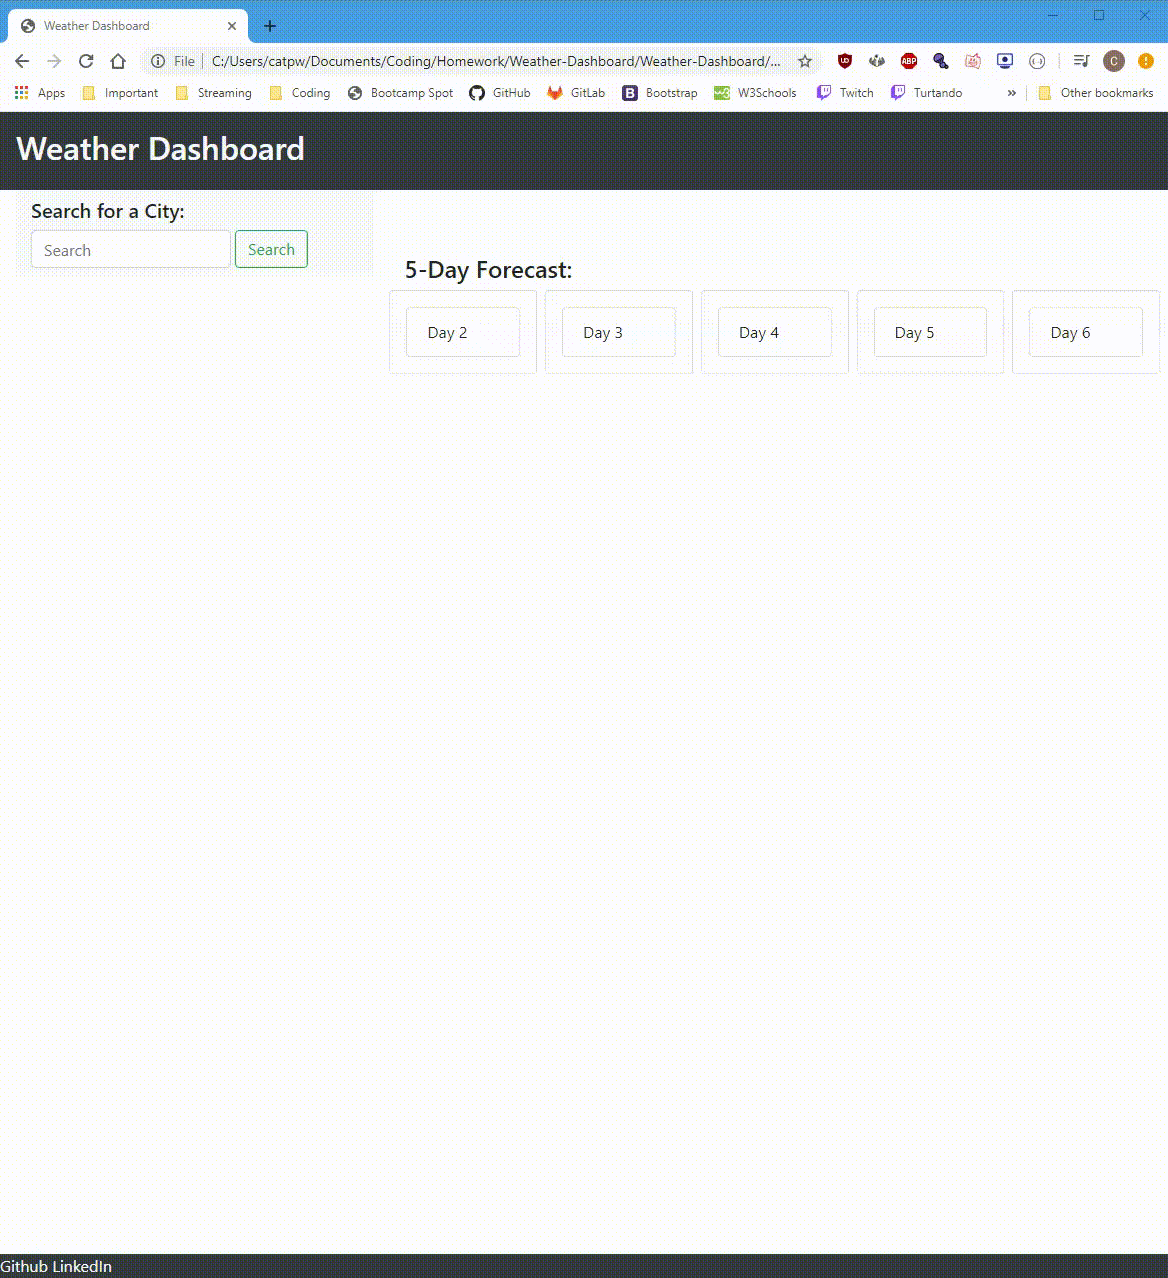 Weather Dashboard
File C:/Users/catpw/Documents/Coding/Homework/Weather-Dashboard/Weather-Dashboard/...
UD ABP C
Apps Important Streaming Coding Bootcamp Spot GitHub GitLab B Bootstrap W3Schools Twitch Turtando » Other bookmarks
Weather Dashboard
Search for a City:
Search Search
5-Day Forecast:
Day 2 Day 3 Day 4 Day 5 Day 6
Github LinkedIn